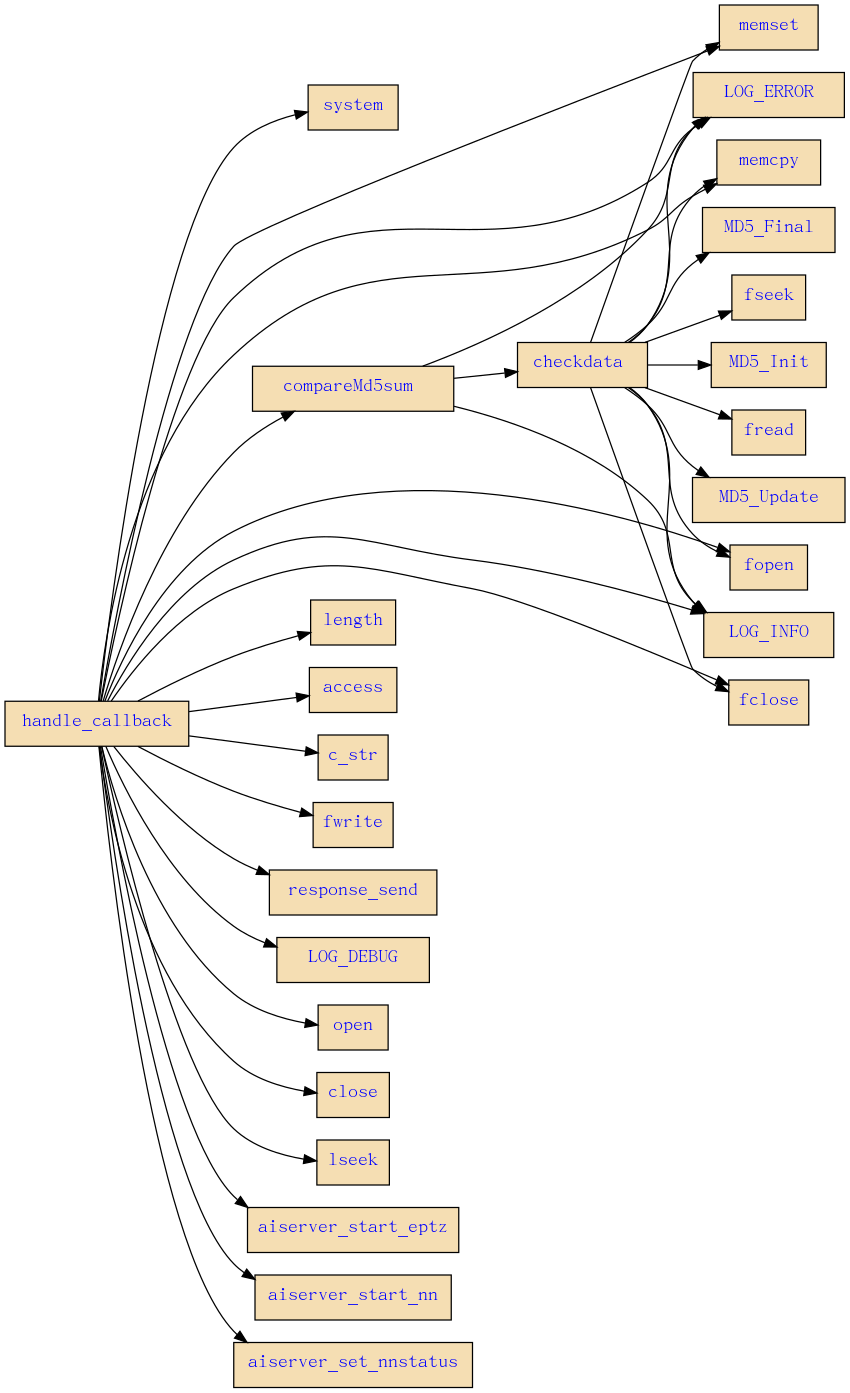 memset
system
LOG_ERROR
memcpy
MD5_Final
fseek
checkdata
MD5_Init
compareMd5sum
fread
MD5_Update
fopen
length
LOG_INFO
access
fclose
handle_callback
c_str
fwrite
response_send
LOG_DEBUG
open
close
lseek
aiserver_start_eptz
aiserver_start_nn
aiserver_set_nnstatus